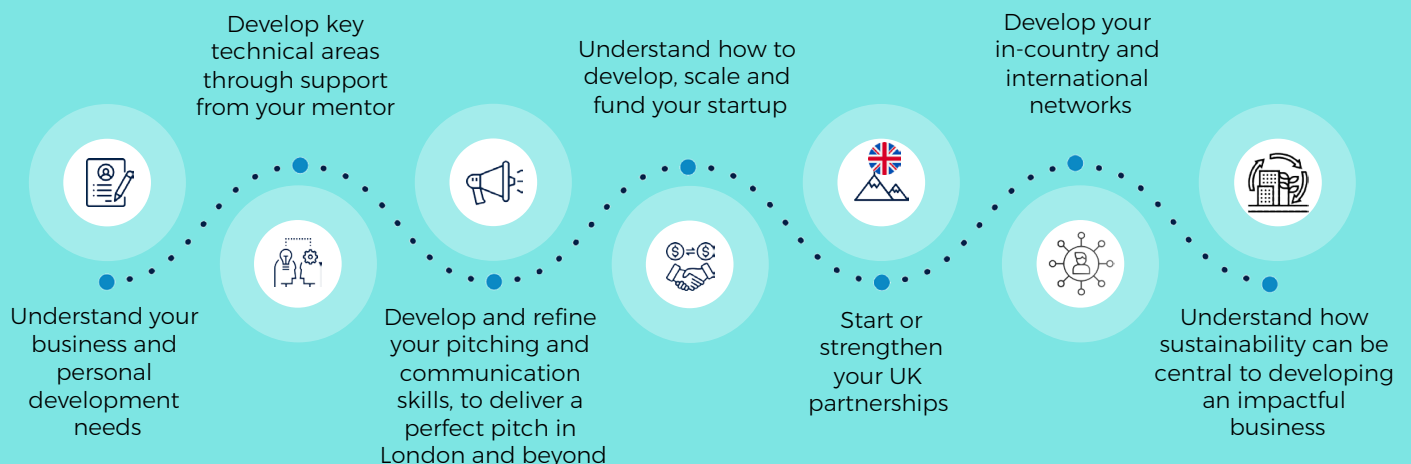 Understand your
business and
personal
development
needs
Develop key
technical areas
through support
from your mentor
Develop and refine
your pitching and
communication
skills, to deliver a
perfect pitch in
London and beyond
Understand how to
develop, scale and
fund your startup
Start or
strengthen
your UK
partnerships
Develop your
in-country and
international
networks
Understand how
sustainability can be
central to developing
an impactful
business